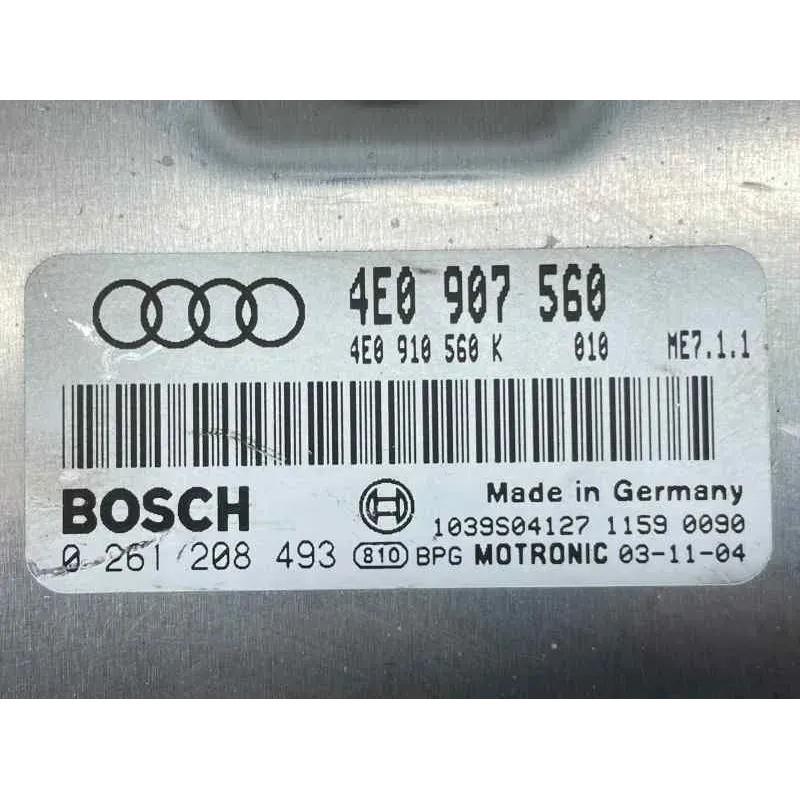 4E0 907 560
4E0 910 560 K 010 ME7.1.1
BOSCH
Made in Germany
1039S04127 1159 0090
0 261 208 493 810 BPG MOTRONIC 03-11-04